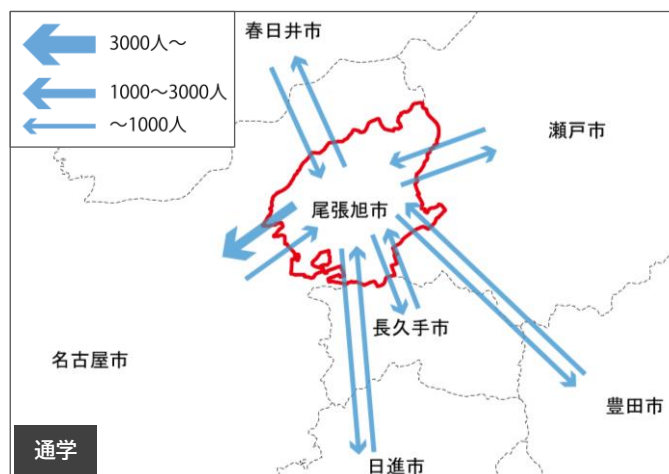 3000人～
1000～3000人
～1000人
春日井市
瀬戸市
尾張旭市
長久手市
名古屋市
豊田市
日進市
通学